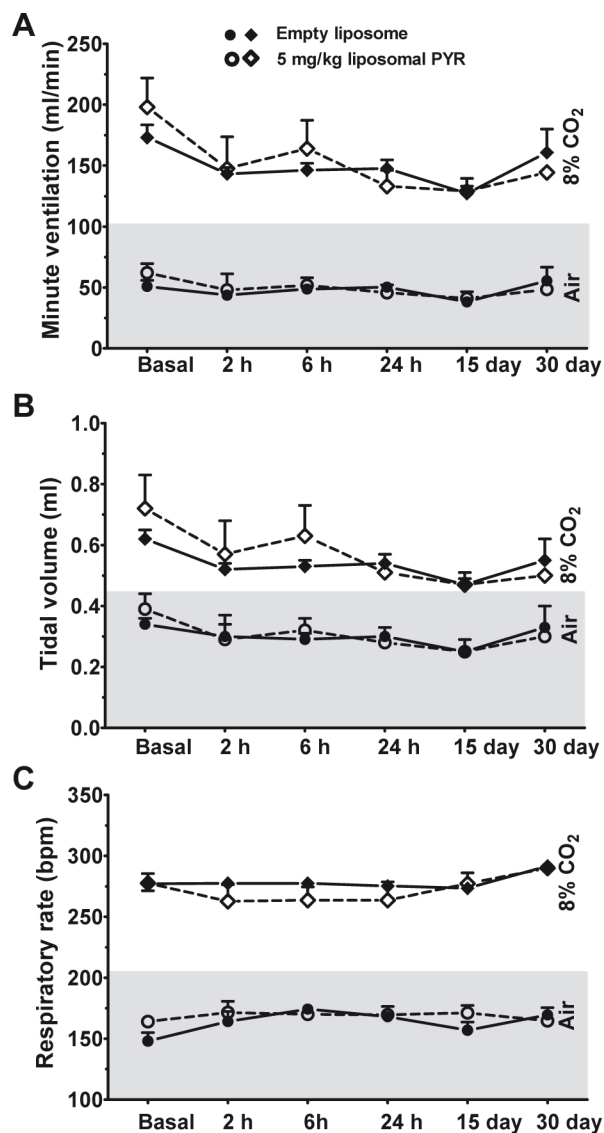 A
Empty liposome
5 mg/kg liposomal PYR
Minute ventilation (ml/min)
250
200
150
100
50
0
8% CO2
Air
Basal 2 h 6 h 24 h 15 day 30 day
B
Tidal volume (ml)
1.0
0.8
0.6
0.4
0.2
0.0
8% CO2
Air
Basal 2 h 6 h 24 h 15 day 30 day
C
Respiratory rate (bpm)
350
300
250
200
150
100
8% CO2
Air
Basal 2 h 6h 24 h 15 day 30 day